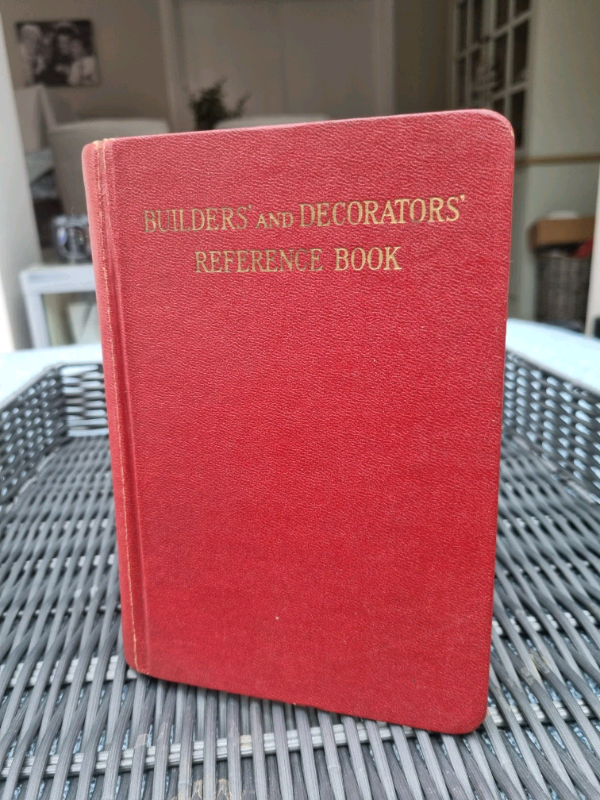 BUILDERS' AND DECORATORS'
REFERENCE BOOK